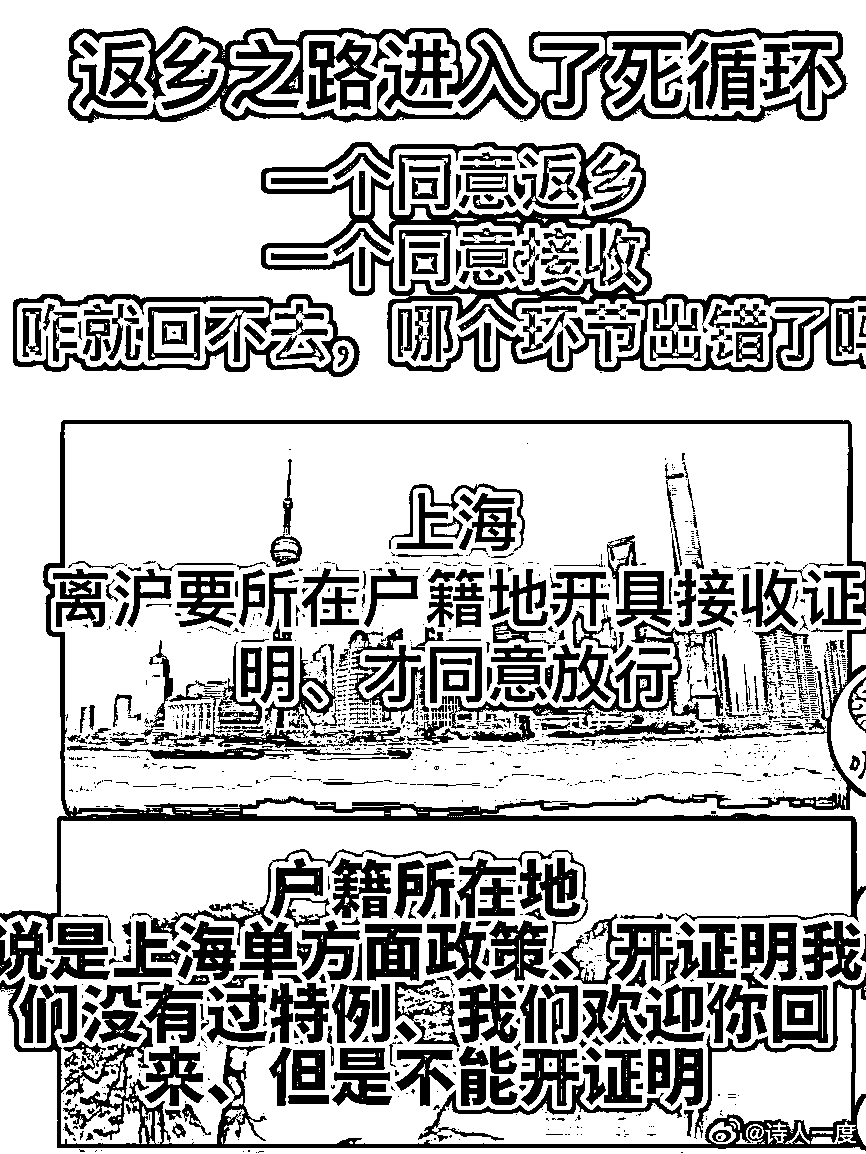 返乡之路进入了死循环
一个同意返乡
一个同意接收
咋就回不去，哪个环节出错了吗
上海
离沪要所在户籍地开具接收证
明、才同意放行
户籍所在地
说是上海单方面政策、开证明我
们没有过特例、我们欢迎你回
来、但是不能开证明
@诗人一度